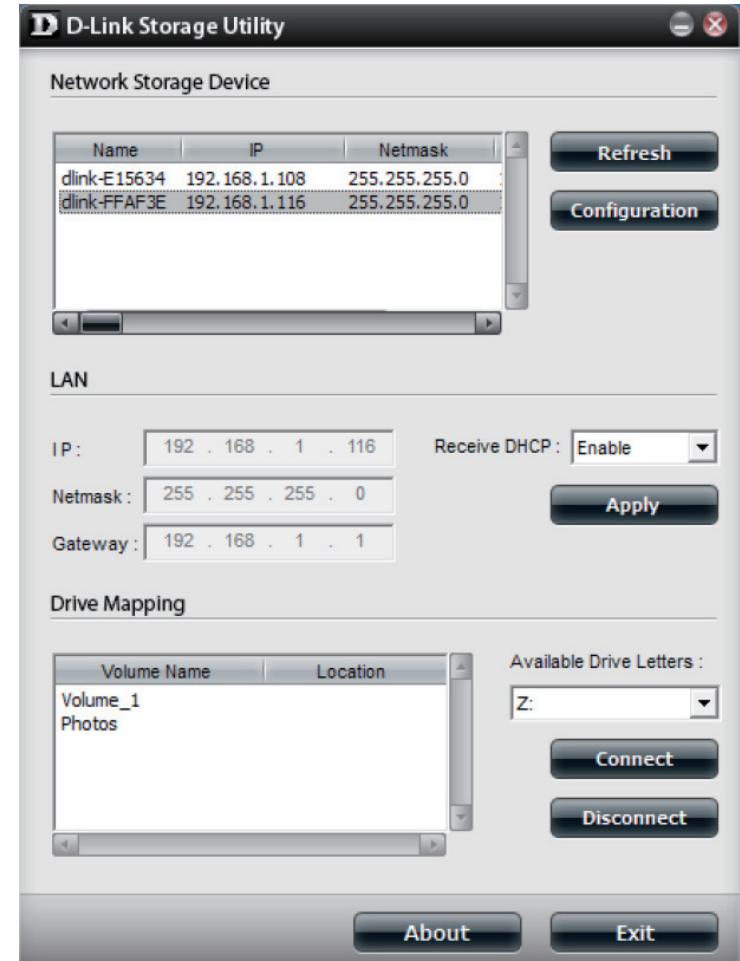 D D-Link Storage Utility
Network Storage Device
Name IP Netmask
dlink-E15634 192.168.1.108 255.255.255.0
dlink-FFAF3E 192.168.1.116 255.255.255.0
Refresh
Configuration
LAN
IP : 192 . 168 . 1 . 116
Receive DHCP : Enable
Netmask : 255 . 255 . 255 . 0
Apply
Gateway : 192 . 168 . 1 . 1
Drive Mapping
Volume Name Location
Volume_1
Photos
Available Drive Letters :
Z:
Connect
Disconnect
About Exit